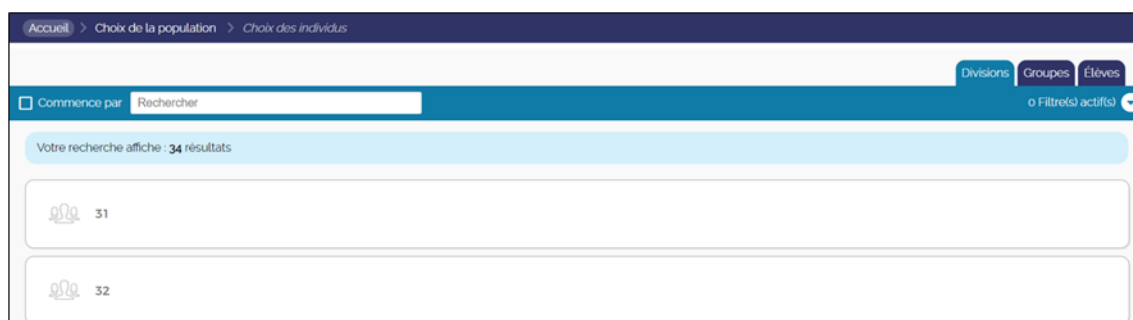 Accueil > Choix de la population > Choix des individus
Divisions Groupes Élèves
Commence par Rechercher 0 Filtre(s) actif(s)
Votre recherche affiche : 34 résultats
31
32